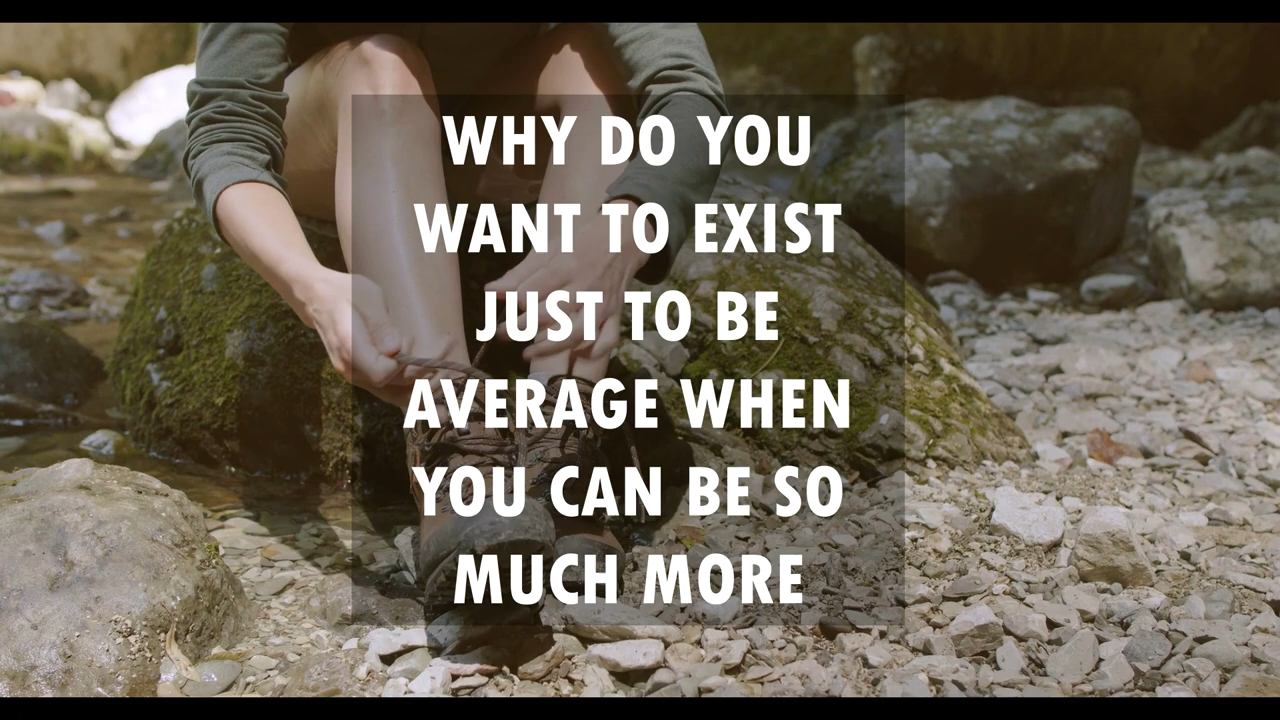 WHY DO YOU
WANT TO EXIST
JUST TO BE
AVERAGE WHEN
YOU CAN BE SO
MUCH MORE